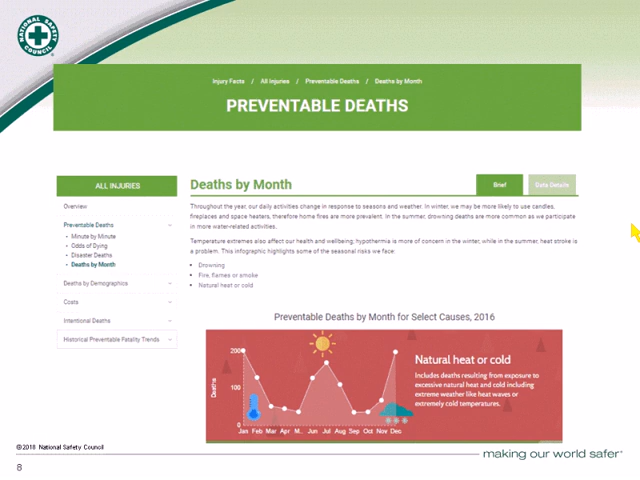 NATIONAL SAFETY COUNCIL
Injury Facts / All Injuries / Preventable Deaths / Deaths by Month
PREVENTABLE DEATHS
ALL INJURIES
Overview
Preventable Deaths
Minute by Minute
Odds of Dying
Disaster Deaths
Deaths by Month
Deaths by Demographics
Costs
Intentional Deaths
Historical Preventable Fatality Trends
Deaths by Month
Brief
Data Details
Throughout the year, our daily activities change in response to seasons and weather. In winter, we may be more likely to use candles,
fireplaces and space heaters, therefore home fires are more prevalent. In the summer, drowning deaths are more common as we participate
in more water-related activities.
Temperature extremes also affect our health and wellbeing; hypothermia is more of concern in the winter, while in the summer, heat stroke is
a problem. This infographic highlights some of the seasonal risks we face:
Drowning
Fire, flames or smoke
Natural heat or cold
Preventable Deaths by Month for Select Causes, 2016
200
100
0
Deaths
Jan Feb Mar Apr M. Jun Jul Aug Sep Oct Nov Dec
Natural heat or cold
Includes deaths resulting from exposure to
excessive natural heat and cold including
extreme weather like heat waves or
extremely cold temperatures.
©2018 National Safety Council
making our world safer
8